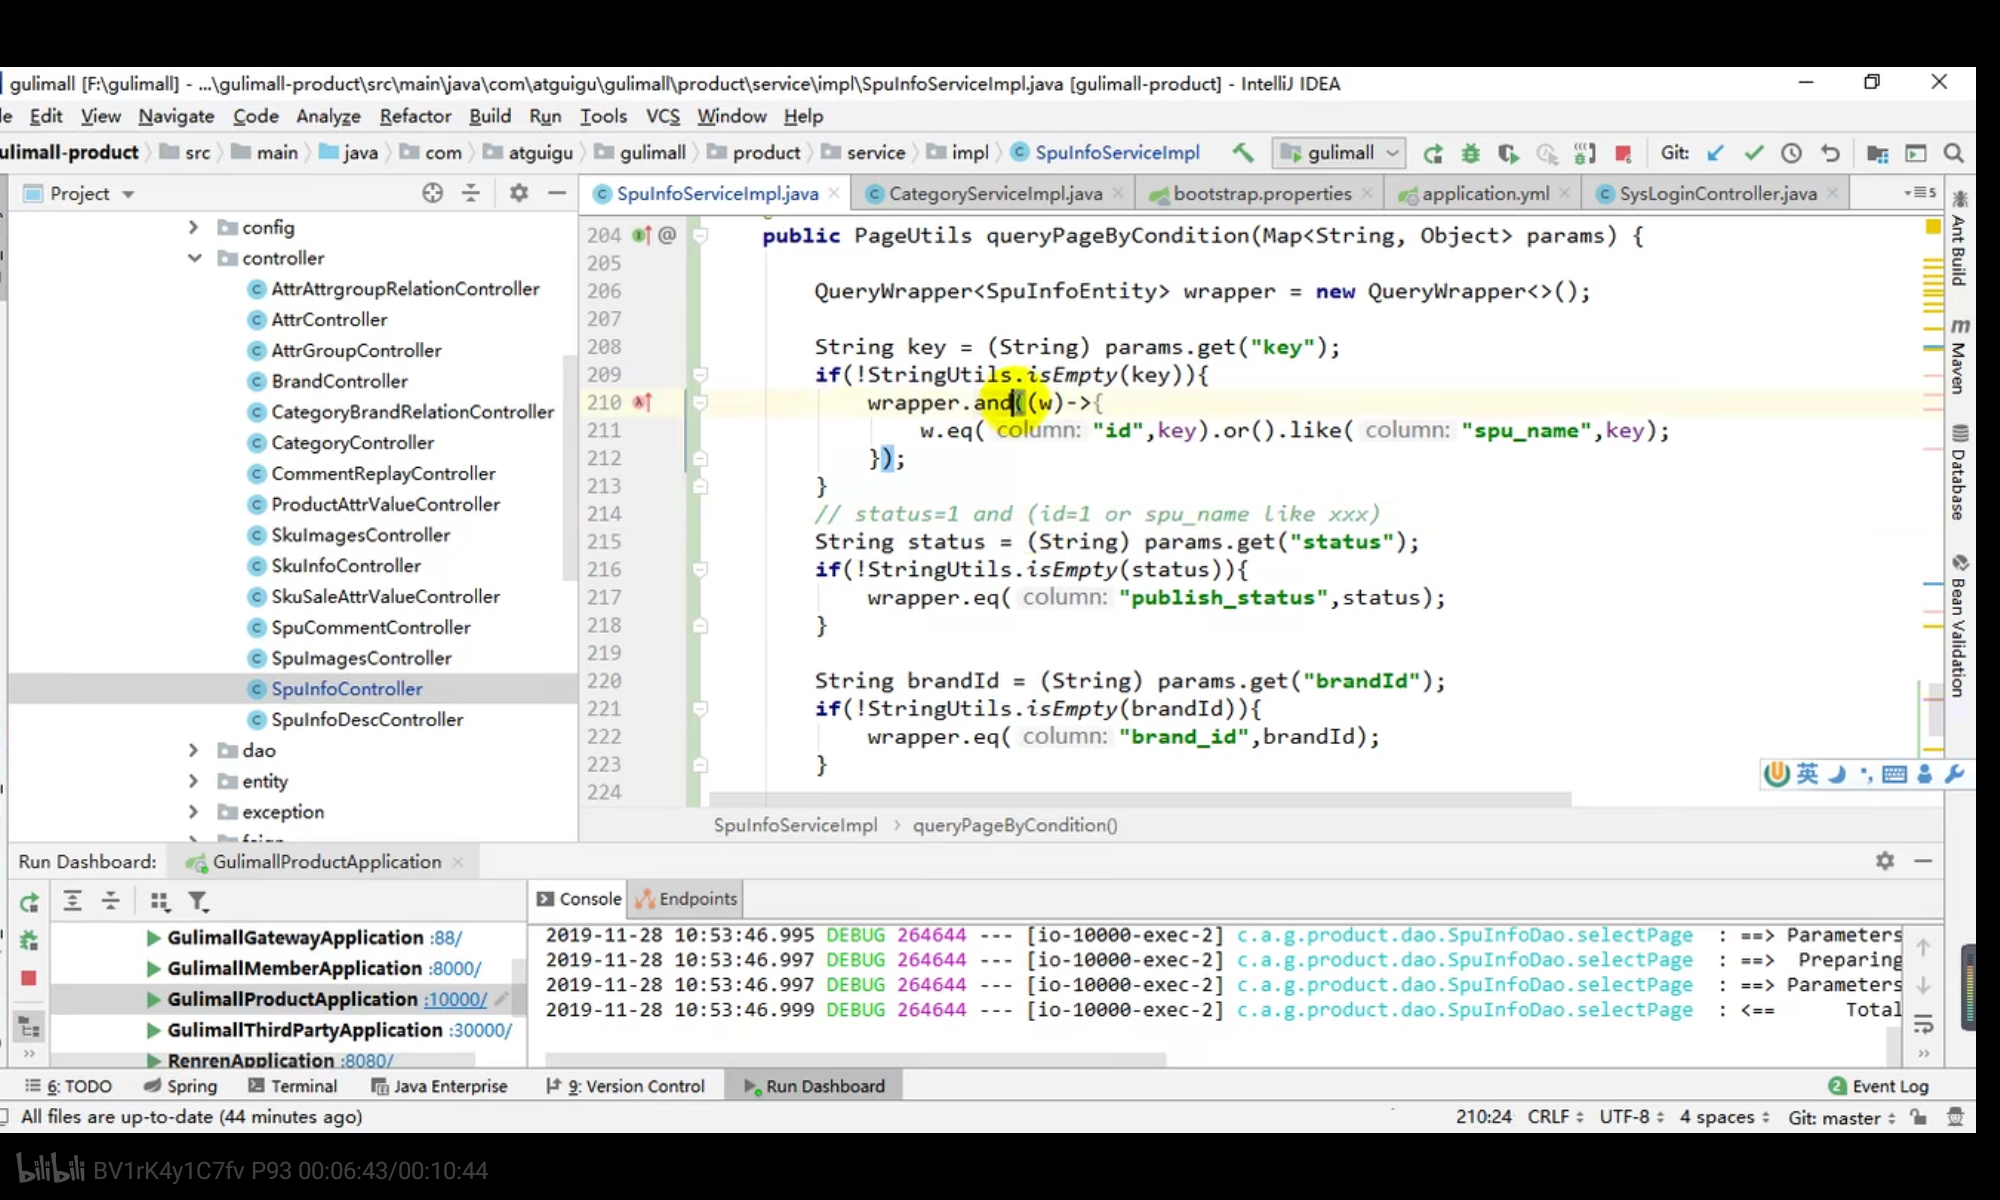 gulimall [F:\gulimall] - ...\gulimall-product\src\main\java\com\atguigu\gulimall\product\service\impl\SpuInfoServiceImpl.java [gulimall-product] - IntelliJ IDEA
Edit View Navigate Code Analyze Refactor Build Run Tools VCS Window Help
ulimall-product src main java com atguigu gulimall product service impl SpuInfoServiceImpl gulimall Git:
Project
SpuInfoServiceImpl.java CategoryServiceImpl.java bootstrap.properties application.yml SysLoginController.java 5
config
controller
AttrAttrgroupRelationController
AttrController
AttrGroupController
BrandController
CategoryBrandRelationController
CategoryController
CommentReplayController
ProductAttrValueController
SkuImagesController
SkuInfoController
SkuSaleAttrValueController
SpuCommentController
SpuImagesController
SpuInfoController
SpuInfoDescController
dao
entity
exception
204 @ public PageUtils queryPageByCondition(Map<String, Object> params) {
205
206 QueryWrapper<SpuInfoEntity> wrapper = new QueryWrapper<>();
207
208 String key = (String) params.get("key");
209 if(!StringUtils.isEmpty(key)){
210 wrapper.and((w)->{
211 w.eq( column: "id",key).or().like( column: "spu_name",key);
212 });
213 }
214 // status=1 and (id=1 or spu_name like xxx)
215 String status = (String) params.get("status");
216 if(!StringUtils.isEmpty(status)){
217 wrapper.eq( column: "publish_status",status);
218 }
219
220 String brandId = (String) params.get("brandId");
221 if(!StringUtils.isEmpty(brandId)){
222 wrapper.eq( column: "brand_id",brandId);
223 }
224
SpuInfoServiceImpl › queryPageByCondition()
Ant Build
Maven
Database
Bean Validation
英
Run Dashboard: GulimallProductApplication
Console Endpoints
GulimallGatewayApplication :88/
GulimallMemberApplication :8000/
GulimallProductApplication :10000/
GulimallThirdPartyApplication :30000/
RenrenApplication :8080/
2019-11-28 10:53:46.995 DEBUG 264644 --- [io-10000-exec-2] c.a.g.product.dao.SpuInfoDao.selectPage : ==> Parameters
2019-11-28 10:53:46.997 DEBUG 264644 --- [io-10000-exec-2] c.a.g.product.dao.SpuInfoDao.selectPage : ==> Preparing
2019-11-28 10:53:46.997 DEBUG 264644 --- [io-10000-exec-2] c.a.g.product.dao.SpuInfoDao.selectPage : ==> Parameters
2019-11-28 10:53:46.999 DEBUG 264644 --- [io-10000-exec-2] c.a.g.product.dao.SpuInfoDao.selectPage : <== Total
6: TODO Spring Terminal Java Enterprise 9: Version Control Run Dashboard 2 Event Log
All files are up-to-date (44 minutes ago) 210:24 CRLF UTF-8 4 spaces Git: master
bilibili BV1rK4y1C7fv P93 00:06:43/00:10:44